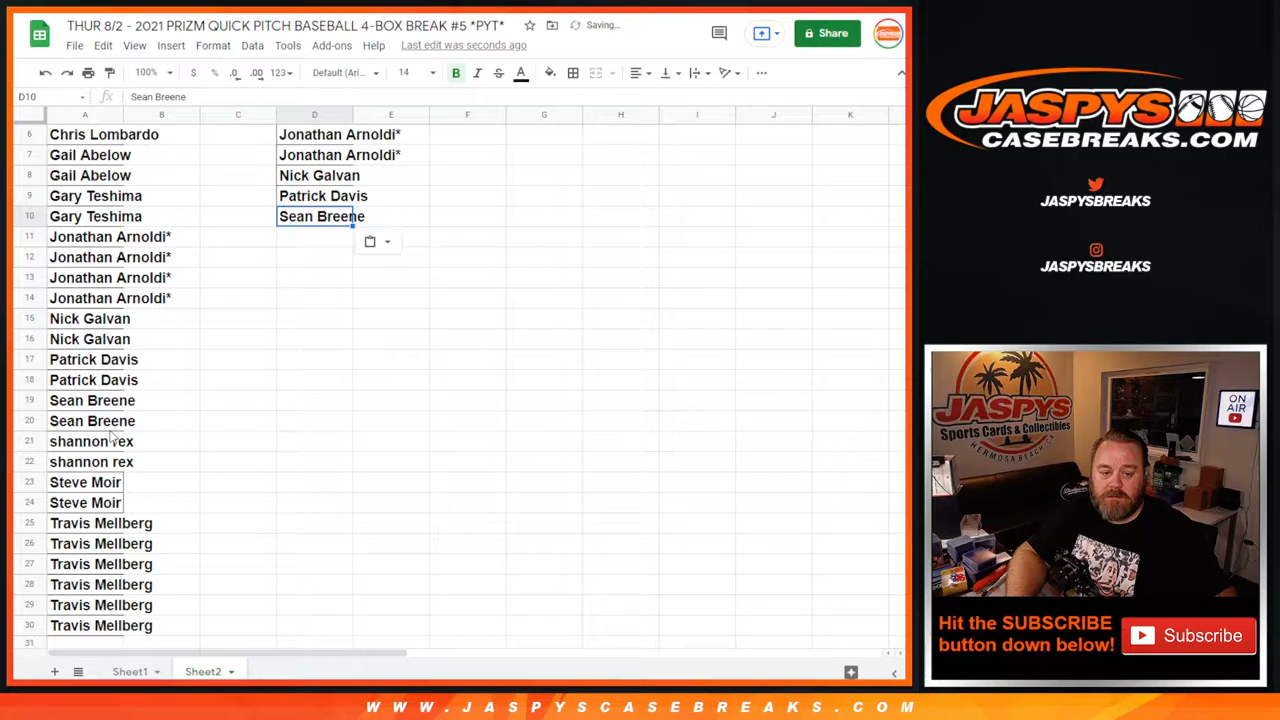 THUR 8/2 - 2021 PRIZM QUICK PITCH BASEBALL 4-BOX BREAK #5 *PYT*
Saving...
File Edit View Insert Format Data Tools Add-ons Help Last edit was seconds ago
Share
100% $ % .0 .00 123 Default (Ari... 14 B I S A
D10 fx Sean Breene
A B C D E F G H I J K
6 Chris Lombardo Jonathan Arnoldi*
7 Gail Abelow Jonathan Arnoldi*
8 Gail Abelow Nick Galvan
9 Gary Teshima Patrick Davis
10 Gary Teshima Sean Breene
11 Jonathan Arnoldi*
12 Jonathan Arnoldi*
13 Jonathan Arnoldi*
14 Jonathan Arnoldi*
15 Nick Galvan
16 Nick Galvan
17 Patrick Davis
18 Patrick Davis
19 Sean Breene
20 Sean Breene
21 shannon rex
22 shannon rex
23 Steve Moir
24 Steve Moir
25 Travis Mellberg
26 Travis Mellberg
27 Travis Mellberg
28 Travis Mellberg
29 Travis Mellberg
30 Travis Mellberg
31
Sheet1 Sheet2
JASPYS
CASEBREAKS.COM
JASPYSBREAKS
JASPYSBREAKS
JASPYS
Sports Cards & Collectibles
HERMOSA BEACH, CA
ON AIR
Hit the SUBSCRIBE
button down below!
Subscribe
WWW.JASPYSCASEBREAKS.COM